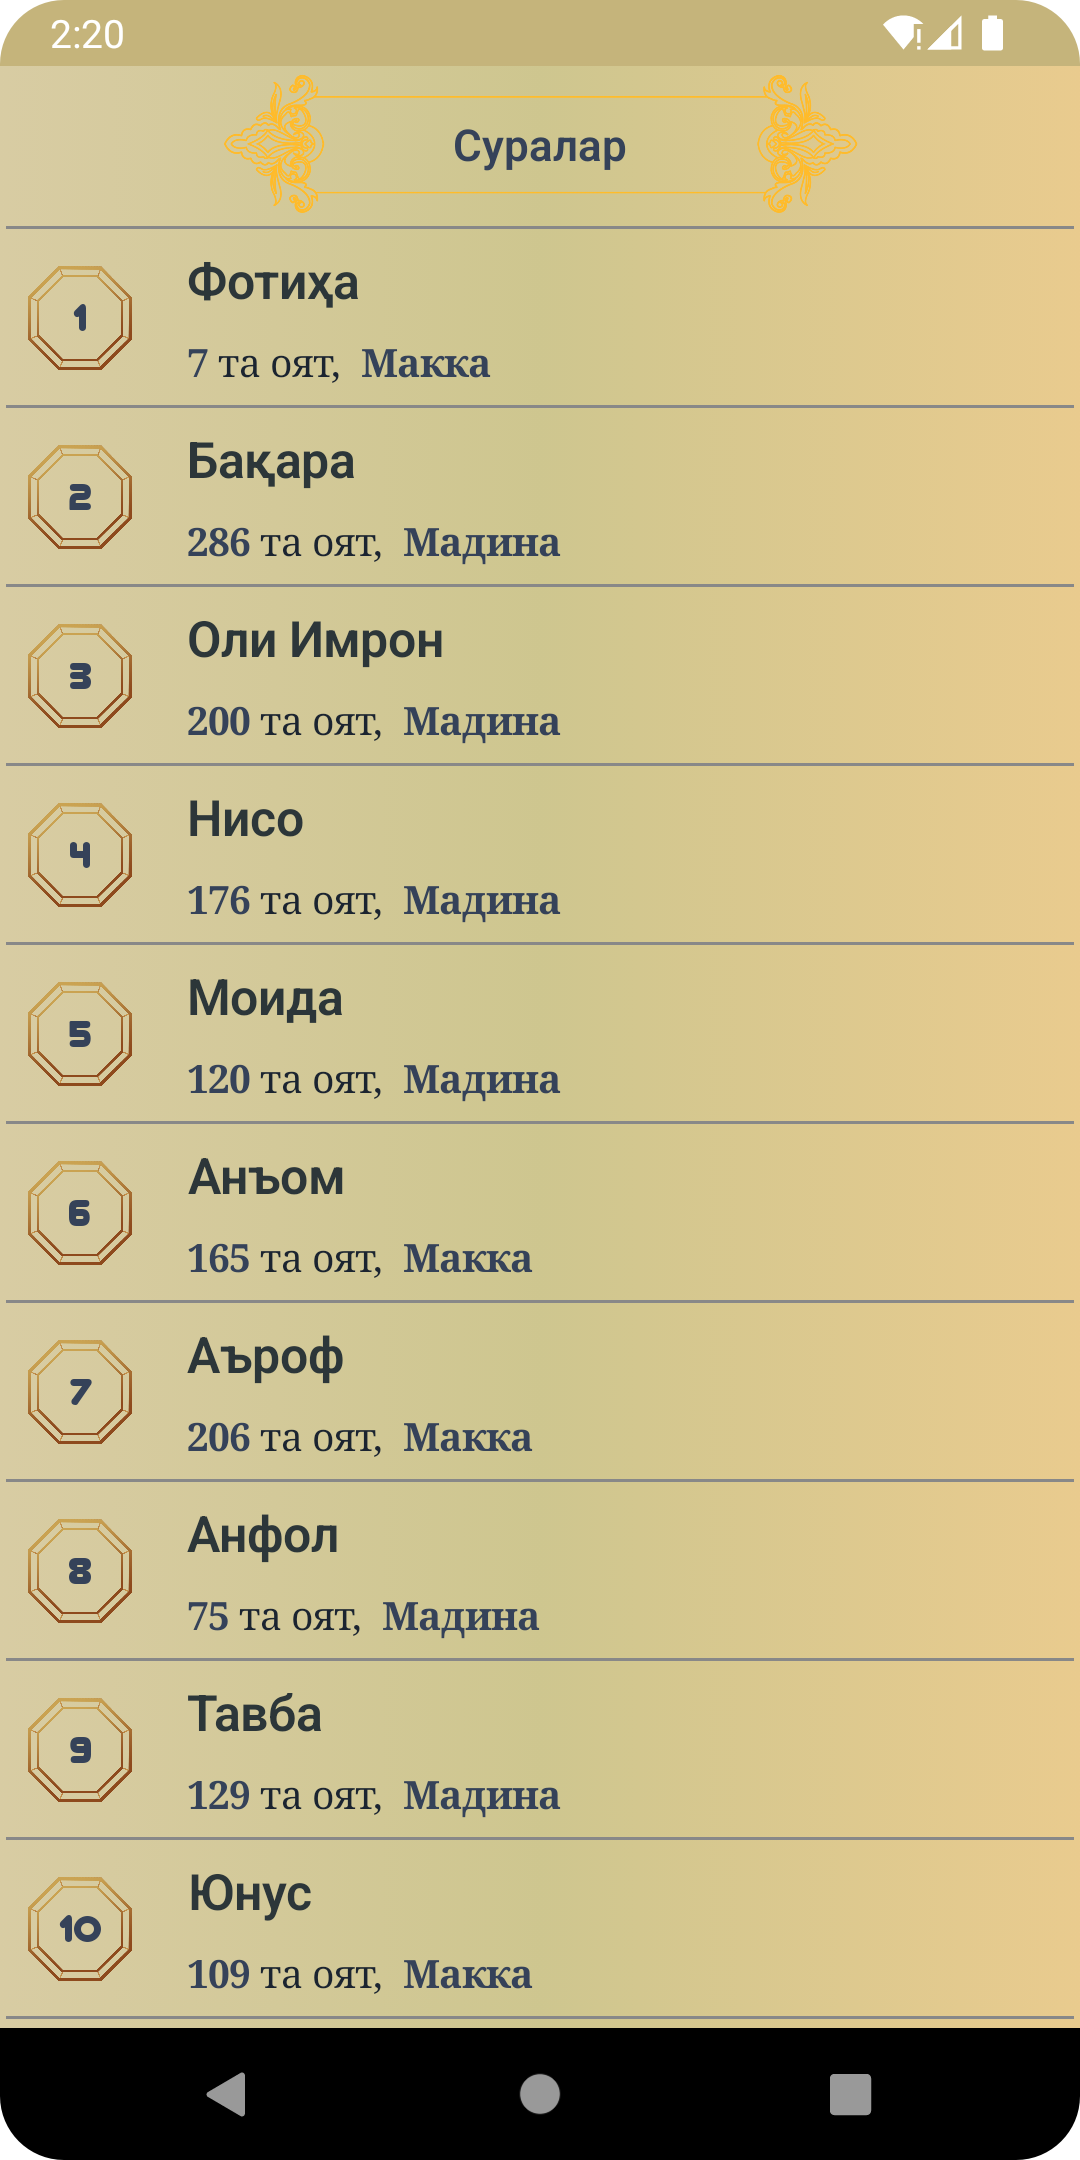 2:20
Суралар
1
Фотиҳа
7 та оят, Макка
2
Бақара
286 та оят, Мадина
3
Оли Имрон
200 та оят, Мадина
4
Нисо
176 та оят, Мадина
5
Моида
120 та оят, Мадина
6
Анъом
165 та оят, Макка
7
Аъроф
206 та оят, Макка
8
Анфол
75 та оят, Мадина
9
Тавба
129 та оят, Мадина
10
Юнус
109 та оят, Макка